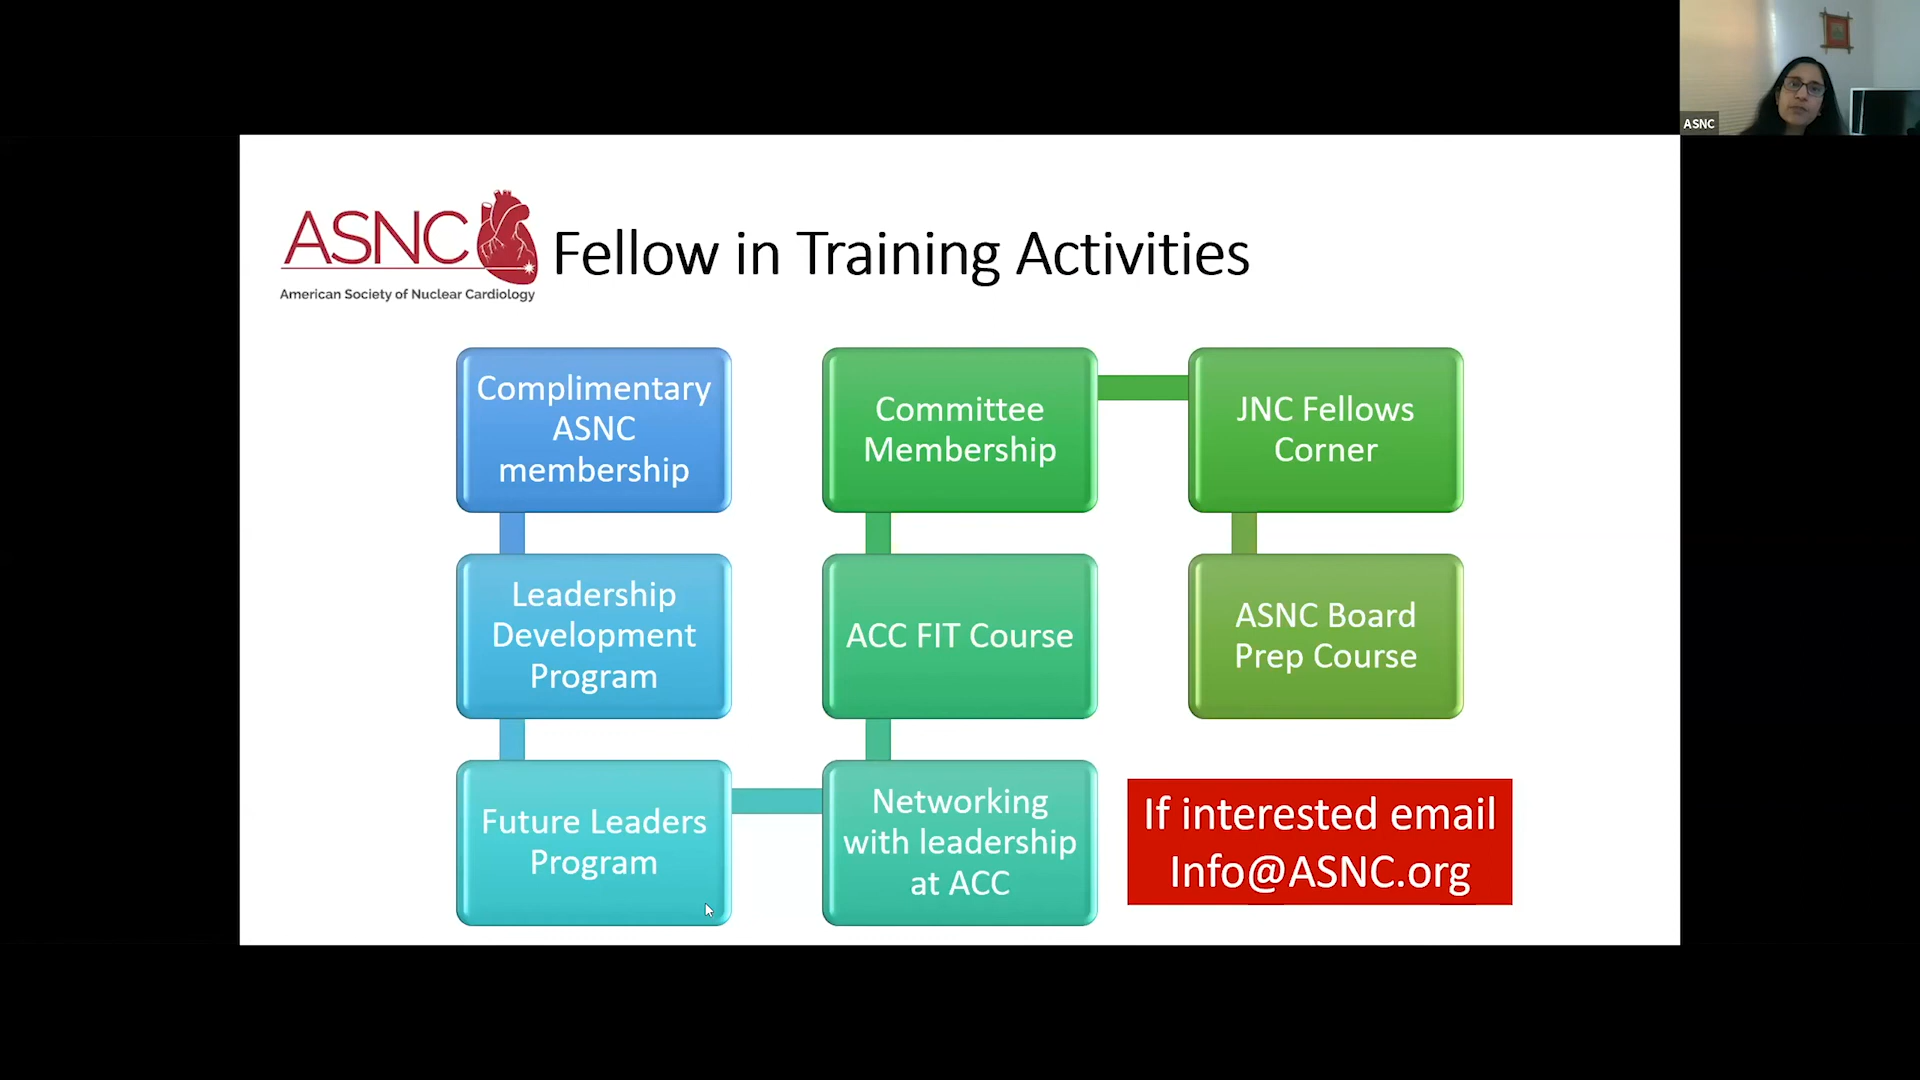 ASNC
ASNC
American Society of Nuclear Cardiology
Fellow in Training Activities
Complimentary
ASNC
membership
Leadership
Development
Program
Future Leaders
Program
Networking
with leadership
at ACC
ACC FIT Course
Committee
Membership
JNC Fellows
Corner
ASNC Board
Prep Course
If interested email
Info@ASNC.org